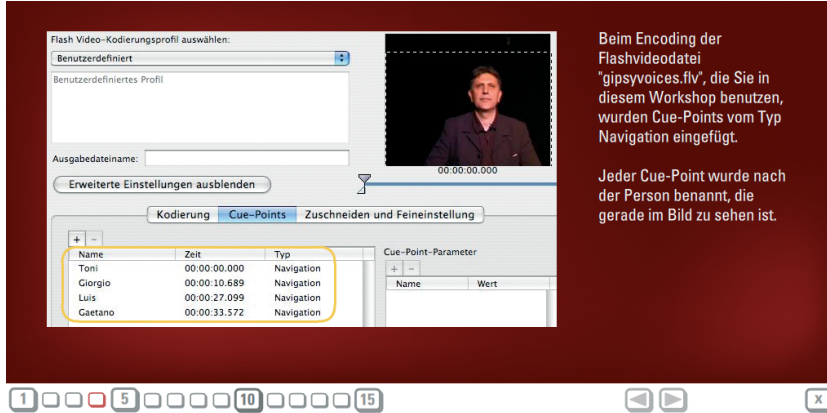 Flash Video-Kodierungsprofil auswählen:
Benutzerdefiniert
Benutzerdefiniertes Profil
Ausgabedateiname:
Erweiterte Einstellungen ausblenden
00:00:00.000
Kodierung Cue-Points Zuschneiden und Feineinstellung
+ -
Name Zeit Typ
Toni 00:00:00.000 Navigation
Giorgio 00:00:10.689 Navigation
Luis 00:00:27.099 Navigation
Gaetano 00:00:33.572 Navigation
Cue-Point-Parameter
+ -
Name Wert
Beim Encoding der
Flashvideodatei
"gipsyvoices.flv", die Sie in
diesem Workshop benutzen,
wurden Cue-Points vom Typ
Navigation eingefügt.
Jeder Cue-Point wurde nach
der Person benannt, die
gerade im Bild zu sehen ist.
1 5 10 15 x